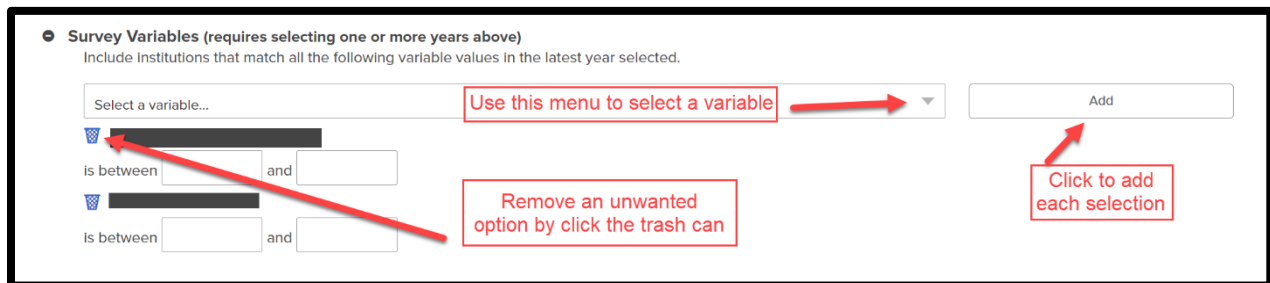 Survey Variables (requires selecting one or more years above)
Include institutions that match all the following variable values in the latest year selected.
Select a variable...
Use this menu to select a variable
Add
is between and
Remove an unwanted
option by click the trash can
Click to add
each selection
is between and